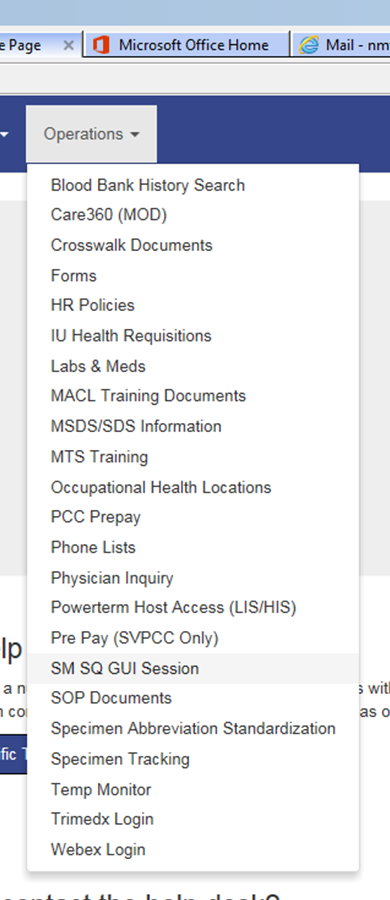 e Page
Microsoft Office Home
Mail - nm
Operations
Blood Bank History Search
Care360 (MOD)
Crosswalk Documents
Forms
HR Policies
IU Health Requisitions
Labs & Meds
MACL Training Documents
MSDS/SDS Information
MTS Training
Occupational Health Locations
PCC Prepay
Phone Lists
Physician Inquiry
Powerterm Host Access (LIS/HIS)
Pre Pay (SVPCC Only)
lp
SM SQ GUI Session
a n
s with
SOP Documents
n co
as o
Specimen Abbreviation Standardization
fic T
Specimen Tracking
Temp Monitor
Trimedx Login
Webex Login
contact the help desk?